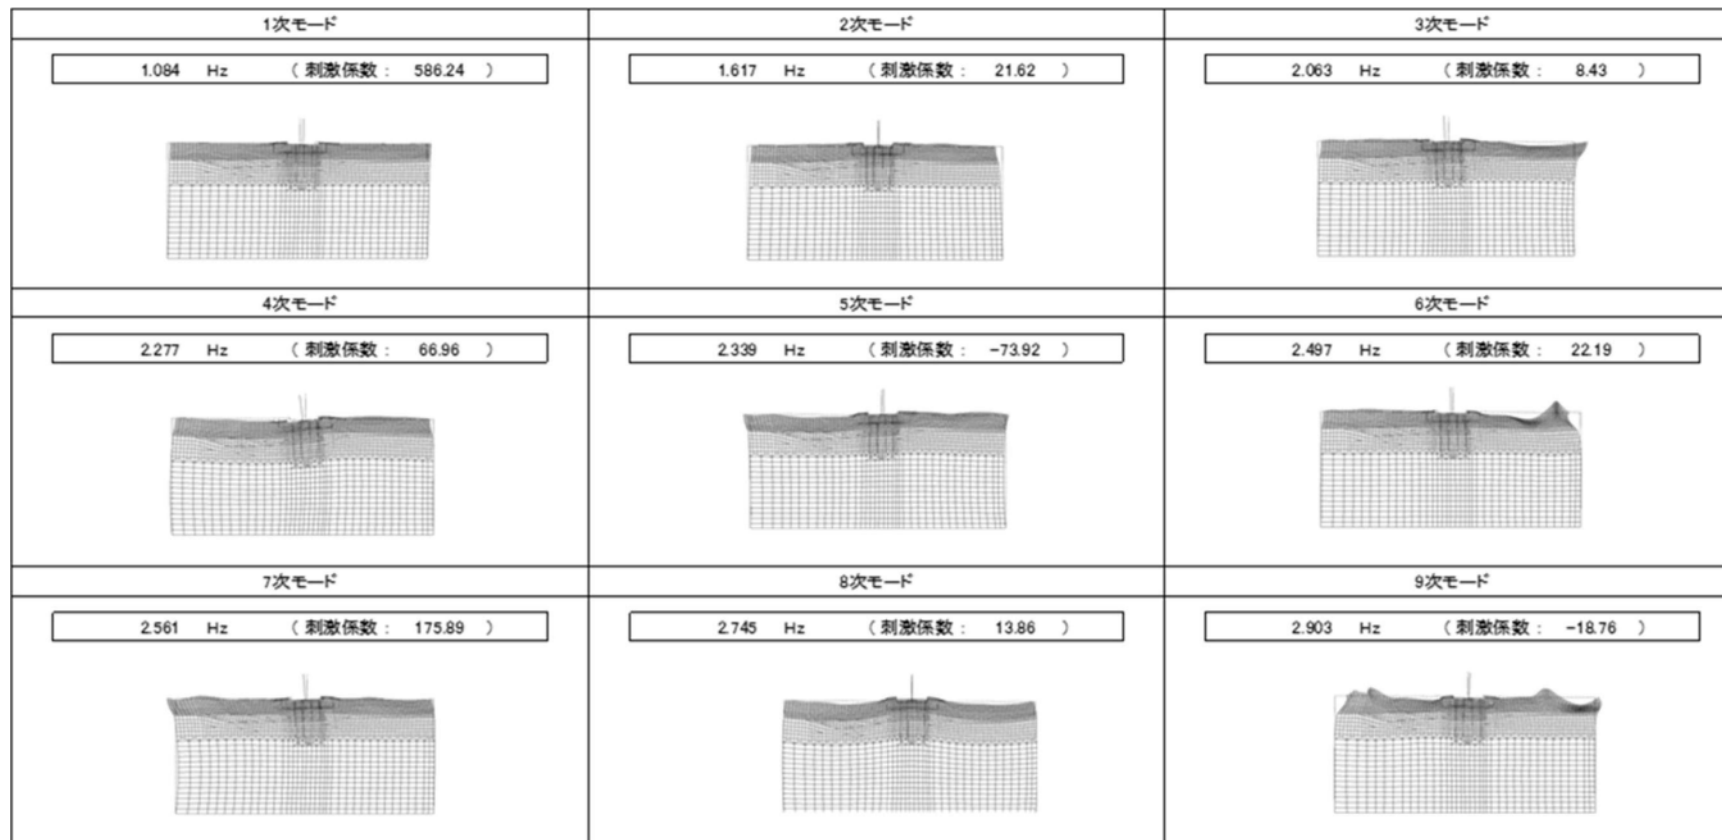 1次モード 2次モード 3次モード
1.084 Hz （刺激係数： 586.24 ） 1.617 Hz （刺激係数： 21.62 ） 2.063 Hz （刺激係数： 8.43 ）
4次モード 5次モード 6次モード
2.277 Hz （刺激係数： 66.96 ） 2.339 Hz （刺激係数： -73.92 ） 2.497 Hz （刺激係数： 22.19 ）
7次モード 8次モード 9次モード
2.561 Hz （刺激係数： 175.89 ） 2.745 Hz （刺激係数： 13.86 ） 2.903 Hz （刺激係数： -18.76 ）